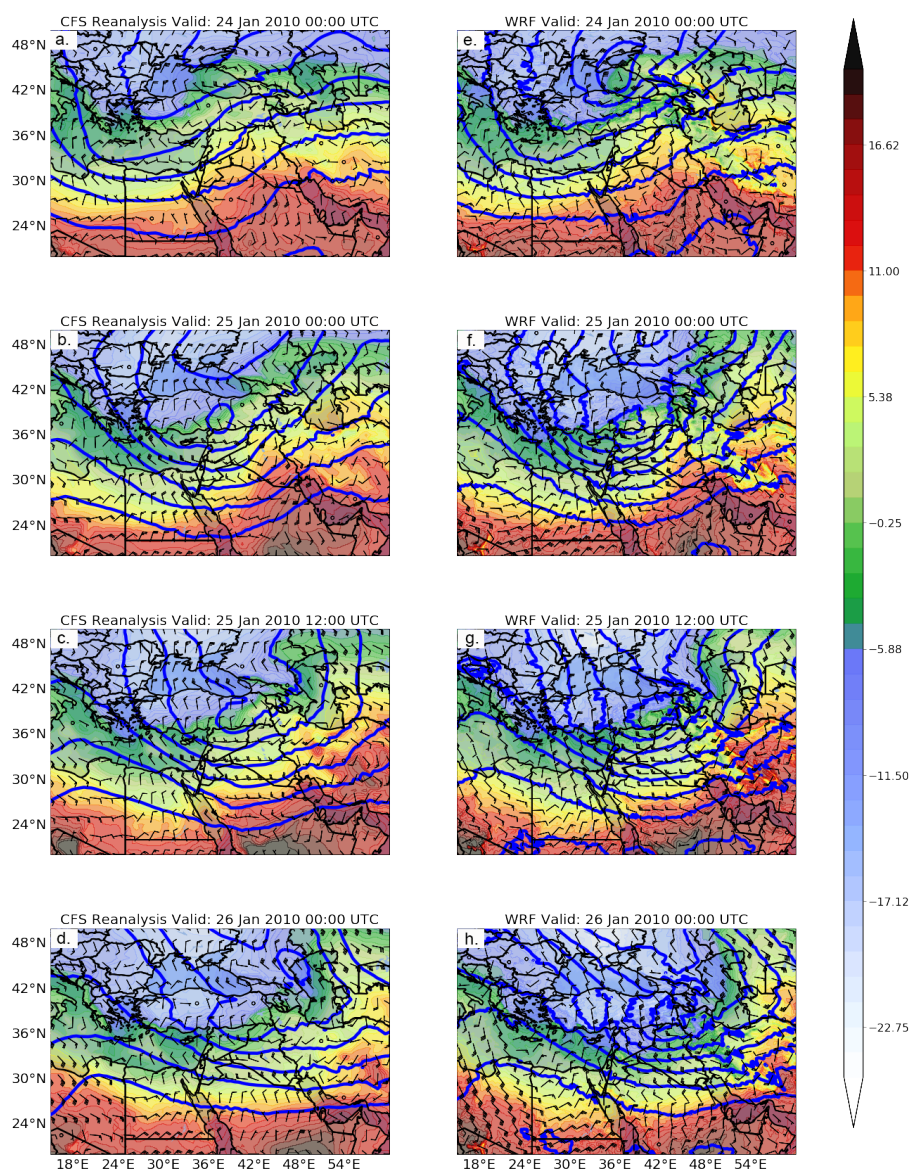 CFS Reanalysis Valid: 24 Jan 2010 00:00 UTC
WRF Valid: 24 Jan 2010 00:00 UTC
a.
e.
48°N
42°N
36°N
30°N
24°N
CFS Reanalysis Valid: 25 Jan 2010 00:00 UTC
WRF Valid: 25 Jan 2010 00:00 UTC
b.
f.
48°N
42°N
36°N
30°N
24°N
CFS Reanalysis Valid: 25 Jan 2010 12:00 UTC
WRF Valid: 25 Jan 2010 12:00 UTC
c.
g.
48°N
42°N
36°N
30°N
24°N
CFS Reanalysis Valid: 26 Jan 2010 00:00 UTC
WRF Valid: 26 Jan 2010 00:00 UTC
d.
h.
48°N
42°N
36°N
30°N
24°N
18°E 24°E 30°E 36°E 42°E 48°E 54°E
18°E 24°E 30°E 36°E 42°E 48°E 54°E
16.62
11.00
5.38
−0.25
−5.88
−11.50
−17.12
−22.75